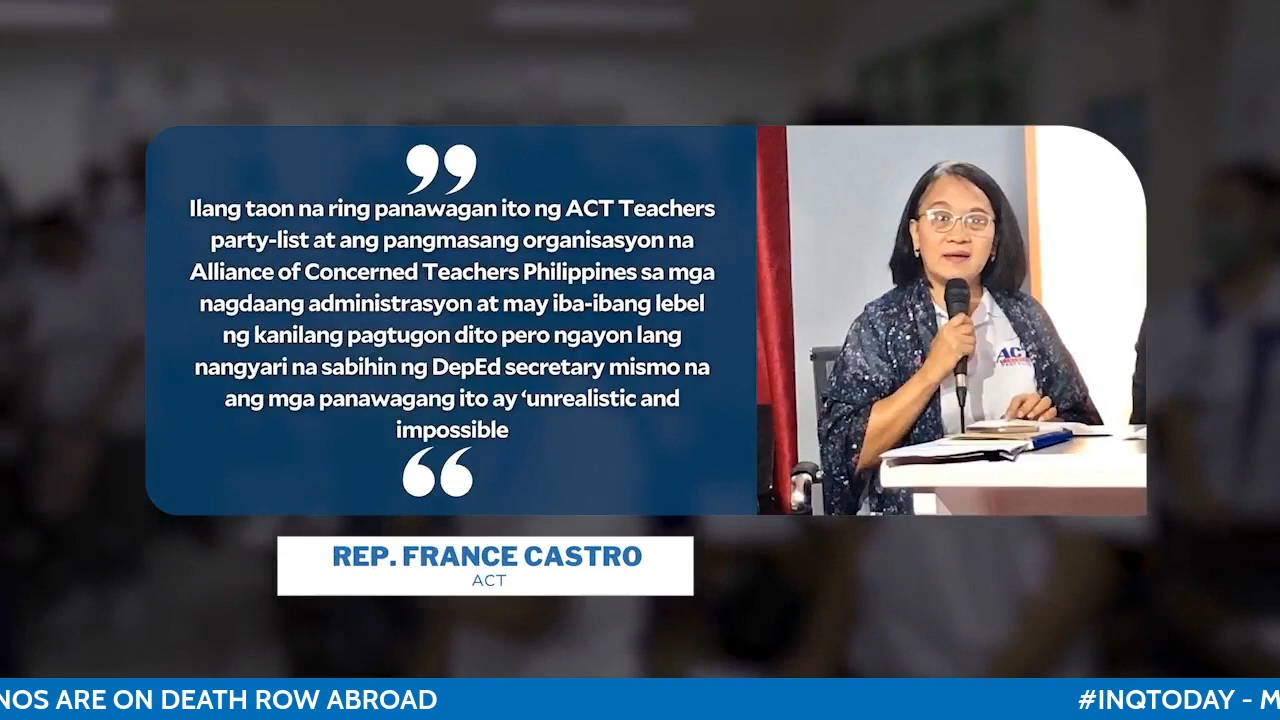 Ilang taon na ring panawagan ito ng ACT Teachers
party-list at ang pangmasang organisasyon na
Alliance of Concerned Teachers Philippines sa mga
nagdaang administrasyon at may iba-ibang lebel
ng kanilang pagtugon dito pero ngayon lang
nangyari na sabihin ng DepEd secretary mismo na
ang mga panawagang ito ay ‘unrealistic and
impossible
ACT
REP. FRANCE CASTRO
ACT
NOS ARE ON DEATH ROW ABROAD
#INQTODAY - M